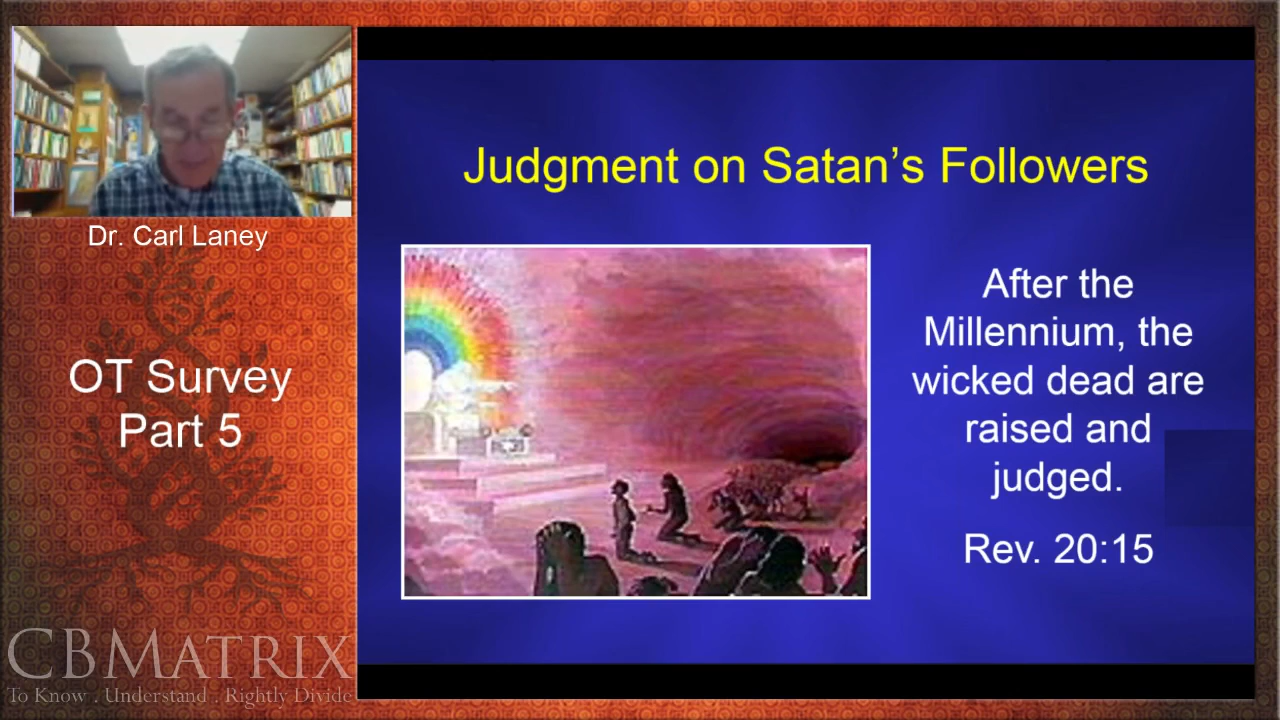 Dr. Carl Laney
OT Survey
Part 5
CBMATRIX
To Know . Understand . Rightly Divide
Judgment on Satan’s Followers
After the
Millennium, the
wicked dead are
raised and
judged.
Rev. 20:15